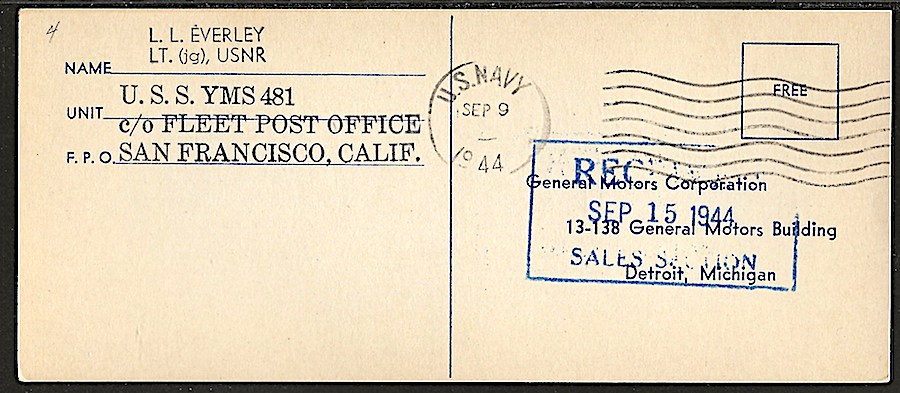 4
L. L. EVERLEY
LT. (jg), USNR
NAME
U. S. S. YMS 481
UNIT
c/o FLEET POST OFFICE
F. P. O. SAN FRANCISCO, CALIF.
U.S. NAVY
SEP 9
1944
FREE
General Motors Corporation
SEP 15 1944
13-138 General Motors Building
SALES SECTION
Detroit, Michigan